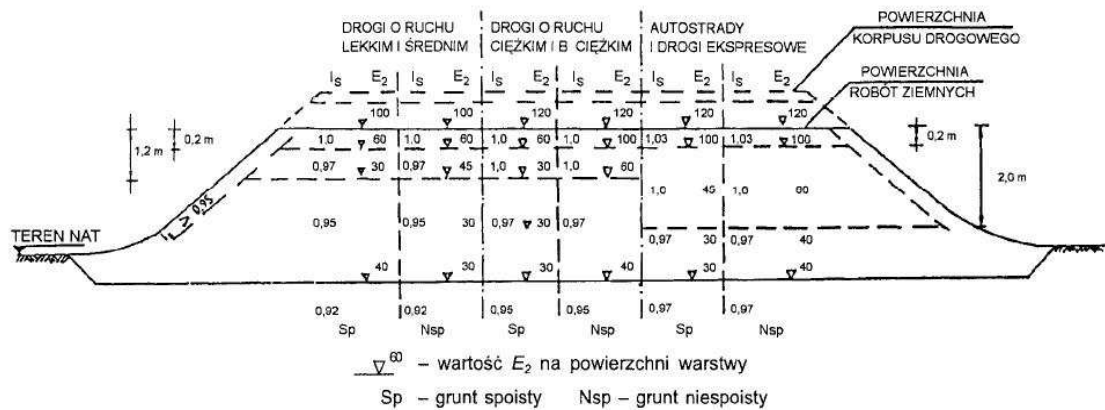 DROGI O RUCHU DROGI O RUCHU AUTOSTRADY POWIERZCHNIA
LEKKIM I ŚREDNIM CIĘŻKIM I B CIĘŻKIM I DROGI EKSPRESOWE KORPUSU DROGOWEGO
POWIERZCHNIA
ROBÓT ZIEMNYCH
IS E2 IS E2 IS E2 IS E2 IS E2 IS E2
100 100 120 120 120 120
1,2 m 0,2 m 1,0 60 1,0 60 1,0 60 1,0 100 1,03 100 1,03 100 0,2 m
0,97 30 0,97 45 1,0 30 1,0 60
1,0 45 1,0 60 2,0 m
≥ 0,95
0,95 0,95 30 0,97 30 0,97
TEREN NAT
0,97 30 0,97 40
40 30 30 40 30 40
0,92 0,92 0,95 0,95 0,97 0,97
Sp Nsp Sp Nsp Sp Nsp
60 – wartość E2 na powierzchni warstwy
Sp – grunt spoisty Nsp – grunt niespoisty